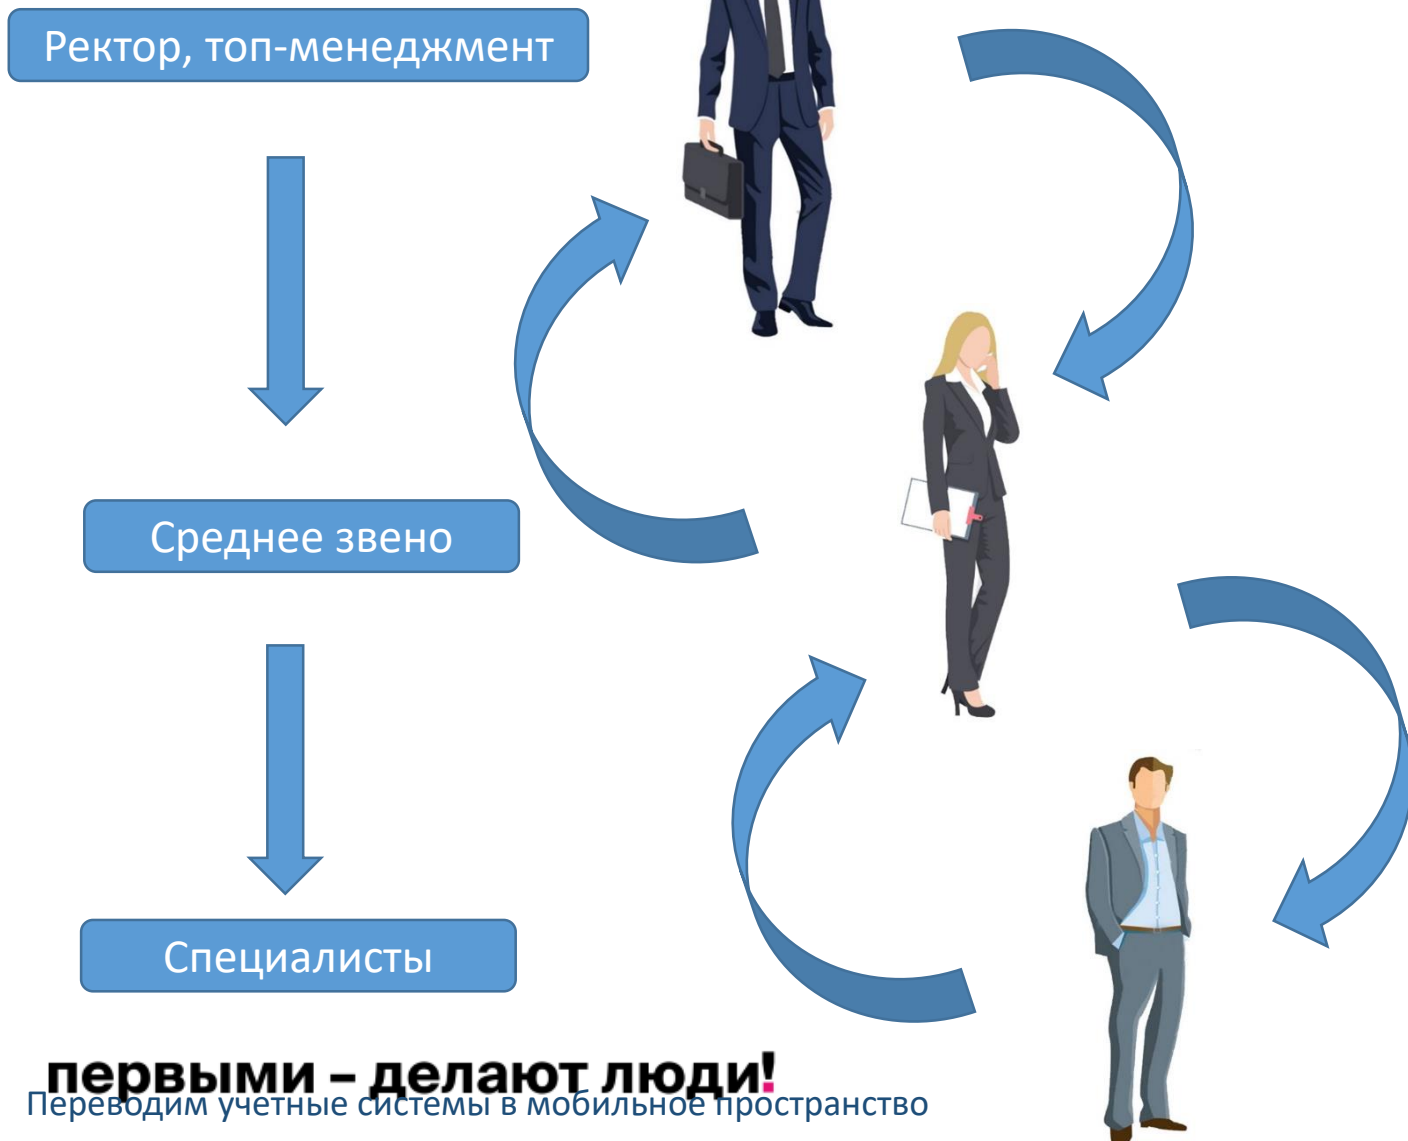 Ректор, топ-менеджмент
Среднее звено
Специалисты
первыми – делают люди!
Переводим учетные системы в мобильное пространство